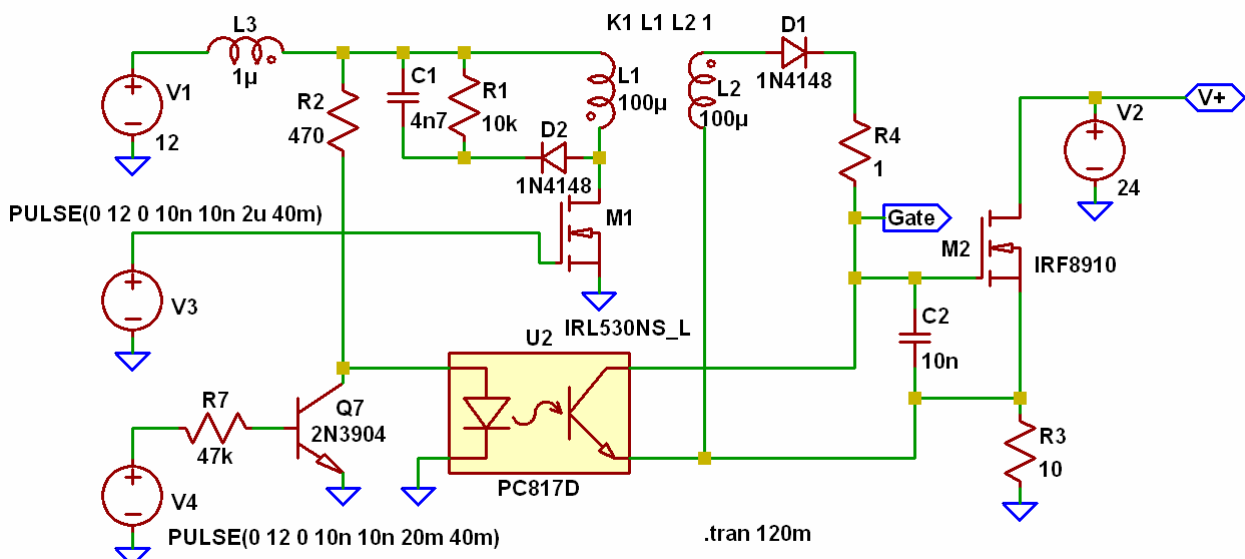 K1 L1 L2 1
L3
1µ
D1
1N4148
V1
12
R2
470
C1
4n7
R1
10k
L1
100µ
L2
100µ
D2
1N4148
R4
1
V2
24
V+
PULSE(0 12 0 10n 10n 2u 40m)
M1
Gate
M2
IRF8910
V3
IRL530NS_L
U2
C2
10n
R7
47k
Q7
2N3904
R3
10
V4
PC817D
PULSE(0 12 0 10n 10n 20m 40m)
.tran 120m